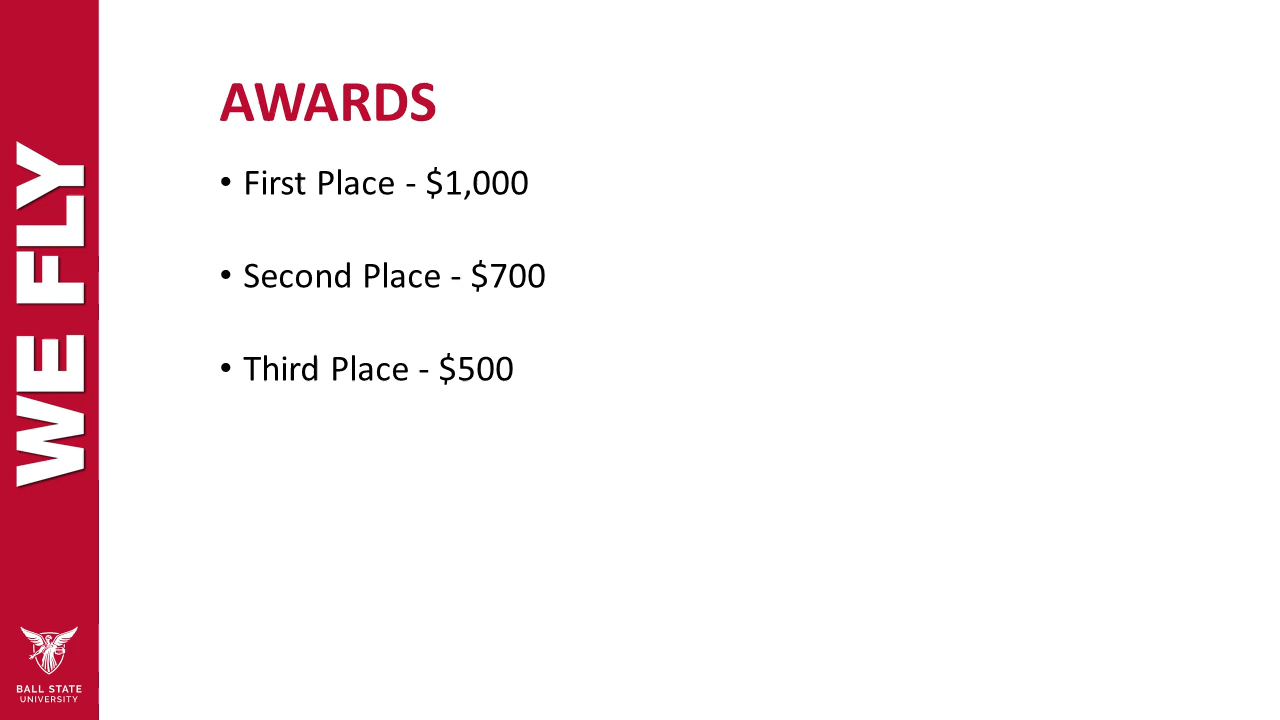 AWARDS
• First Place - $1,000
• Second Place - $700
• Third Place - $500
WE FLY
BALL STATE
UNIVERSITY